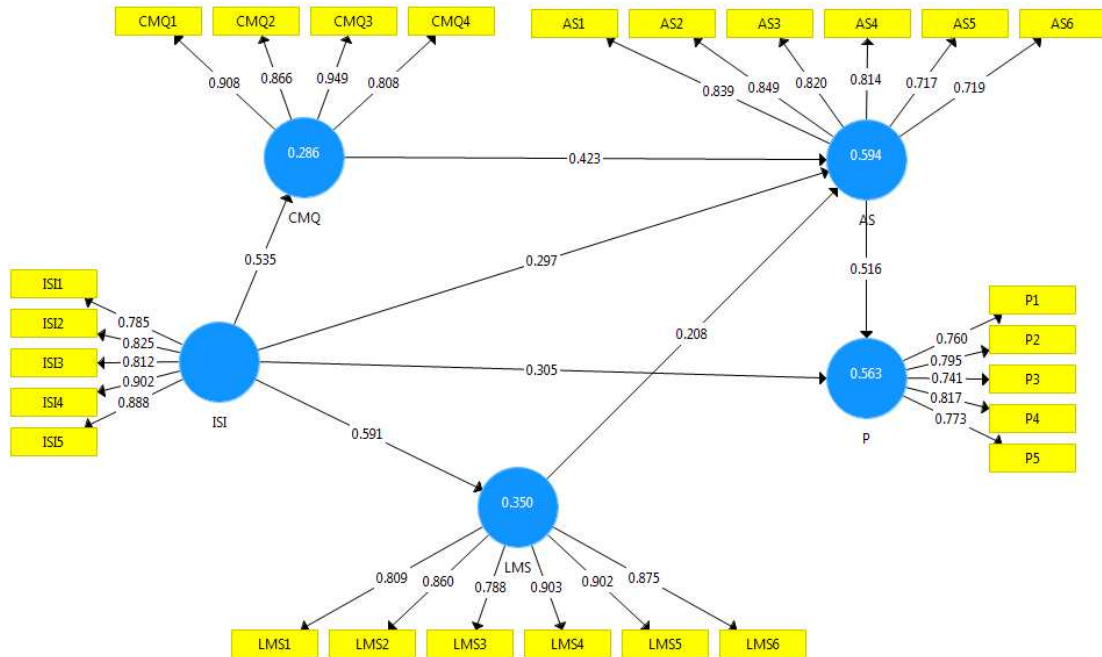 CMQ1 CMQ2 CMQ3 CMQ4 AS1 AS2 AS3 AS4 AS5 AS6
0.908 0.866 0.949 0.808 0.839 0.849 0.820 0.814 0.717 0.719
0.286 0.423 0.594
CMQ AS
0.535 0.297 0.516
ISI1
ISI2
ISI3
ISI4
ISI5
0.785
0.825
0.812
0.902
0.888
ISI
0.208
0.305
P1
P2
P3
P4
P5
0.760
0.795
0.741
0.817
0.773
0.563
P
0.591
0.350
LMS
0.809 0.860 0.788 0.903 0.902 0.875
LMS1 LMS2 LMS3 LMS4 LMS5 LMS6